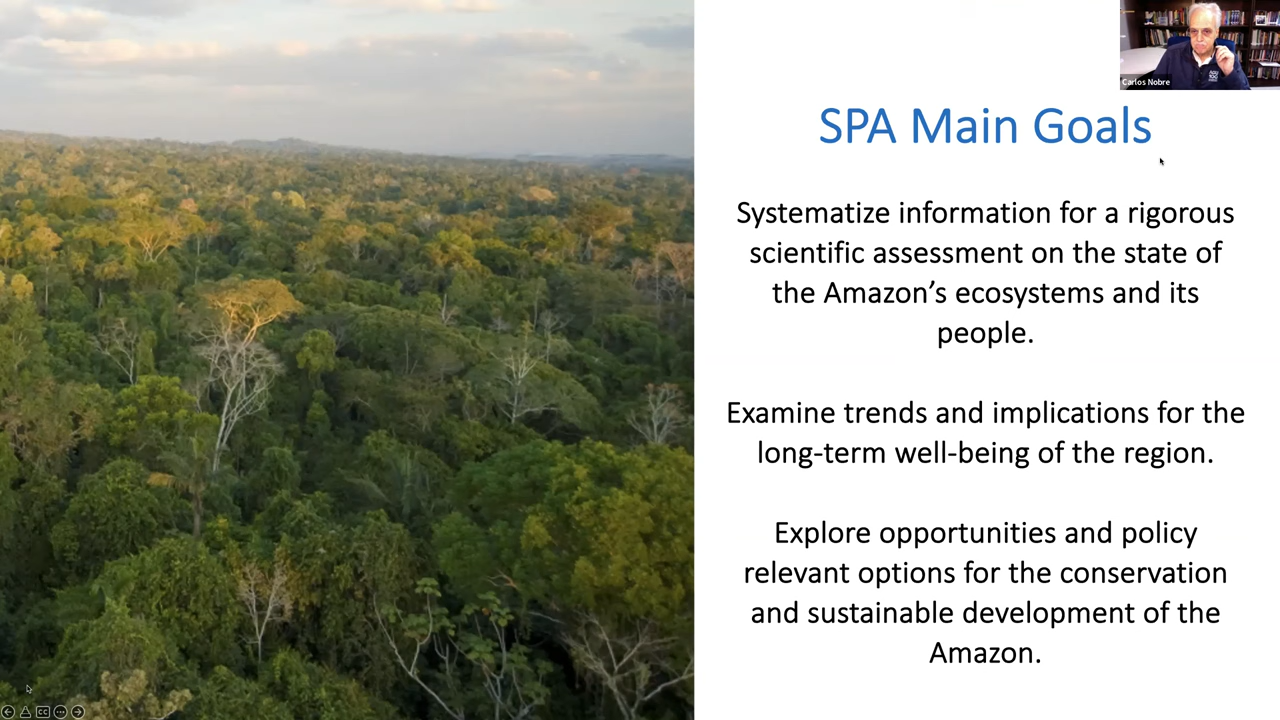 Carlos Nobre
SPA Main Goals
Systematize information for a rigorous
scientific assessment on the state of
the Amazon’s ecosystems and its
people.
Examine trends and implications for the
long-term well-being of the region.
Explore opportunities and policy
relevant options for the conservation
and sustainable development of the
Amazon.
CC